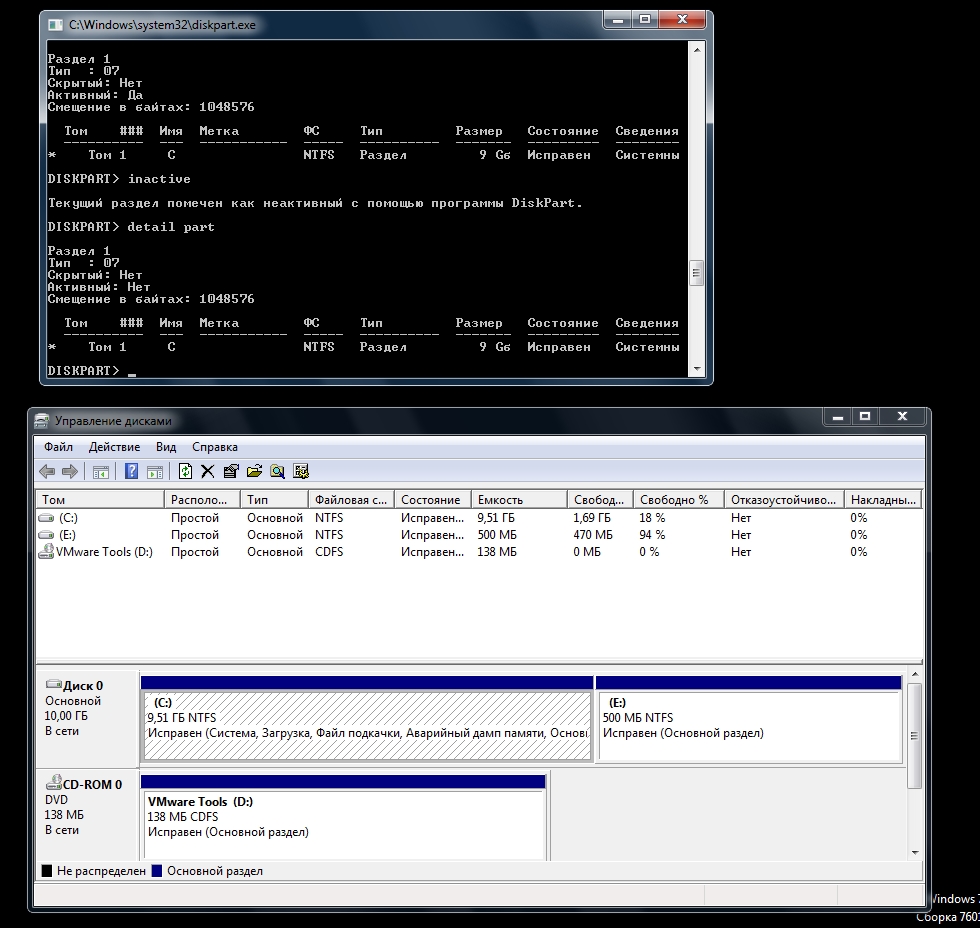 C:\Windows\system32\diskpart.exe
Раздел 1
Тип : 07
Скрытый: Нет
Активный: Да
Смещение в байтах: 1048576
Том ### Имя Метка ФС Тип Размер Состояние Сведения
---------- --- ----------- ----- ---------- ------- --------- --------
* Том 1 C NTFS Раздел 9 Gб Исправен Системны
DISKPART> inactive
Текущий раздел помечен как неактивный с помощью программы DiskPart.
DISKPART> detail part
Раздел 1
Тип : 07
Скрытый: Нет
Активный: Нет
Смещение в байтах: 1048576
Том ### Имя Метка ФС Тип Размер Состояние Сведения
---------- --- ----------- ----- ---------- ------- --------- --------
* Том 1 C NTFS Раздел 9 Gб Исправен Системны
DISKPART> _
Управление дисками
Файл Действие Вид Справка
Том Располо... Тип Файловая с... Состояние Емкость Свобод... Свободно % Отказоустойчиво... Накладны...
(C:) Простой Основной NTFS Исправен... 9,51 ГБ 1,69 ГБ 18 % Нет 0%
(E:) Простой Основной NTFS Исправен... 500 МБ 470 МБ 94 % Нет 0%
VMware Tools (D:) Простой Основной CDFS Исправен... 138 МБ 0 МБ 0 % Нет 0%
Диск 0
Основной
10,00 ГБ
В сети
(C:)
9,51 ГБ NTFS
Исправен (Система, Загрузка, Файл подкачки, Аварийный дамп памяти, Основ
(E:)
500 МБ NTFS
Исправен (Основной раздел)
CD-ROM 0
DVD
138 МБ
В сети
VMware Tools (D:)
138 МБ CDFS
Исправен (Основной раздел)
Не распределен Основной раздел
Windows 7
Сборка 760